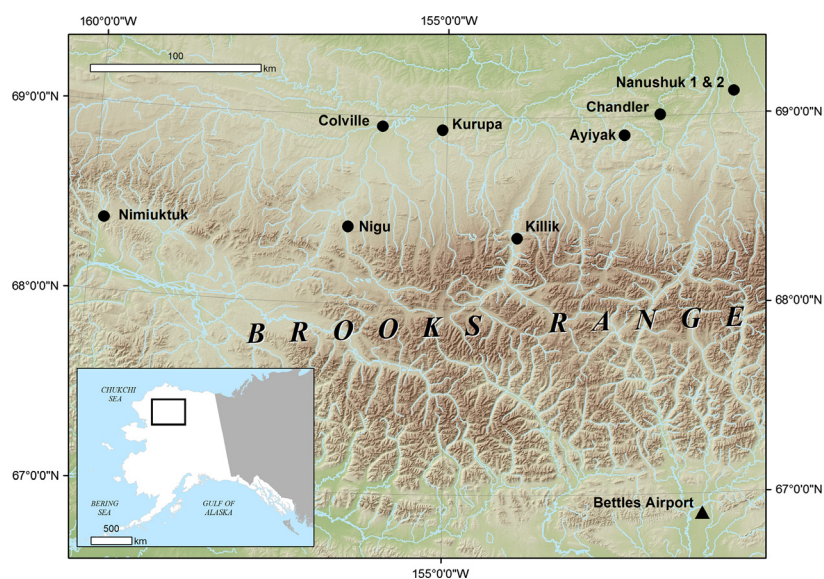 160°0'0"W
155°0'0"W
100
km
69°0'0"N
69°0'0"N
Nanushuk 1 & 2
Chandler
Colville
Kurupa
Ayiyak
Nimiuktuk
Nigu
Killik
68°0'0"N
68°0'0"N
BROOKS RANGE
CHUKCHI
SEA
BERING
SEA
GULF OF
ALASKA
500
km
67°0'0"N
67°0'0"N
Bettles Airport
155°0'0"W